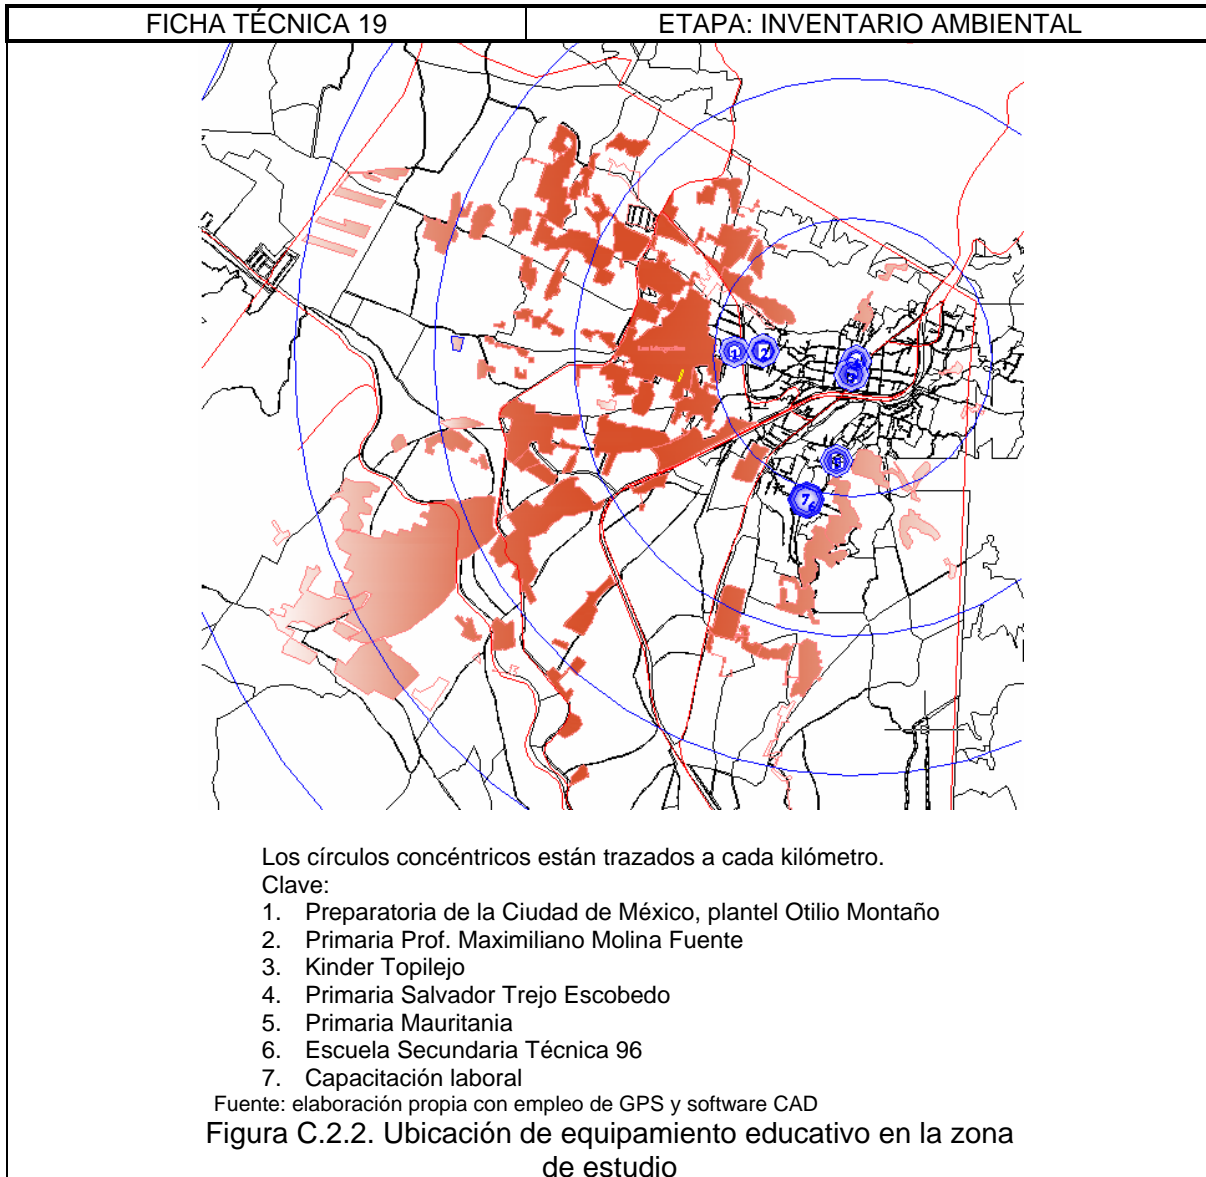 FICHA TÉCNICA 19
ETAPA: INVENTARIO AMBIENTAL
1
2
7
Los círculos concéntricos están trazados a cada kilómetro.
Clave:
1. Preparatoria de la Ciudad de México, plantel Otilio Montaño
2. Primaria Prof. Maximiliano Molina Fuente
3. Kinder Topilejo
4. Primaria Salvador Trejo Escobedo
5. Primaria Mauritania
6. Escuela Secundaria Técnica 96
7. Capacitación laboral
Fuente: elaboración propia con empleo de GPS y software CAD
Figura C.2.2. Ubicación de equipamiento educativo en la zona
de estudio